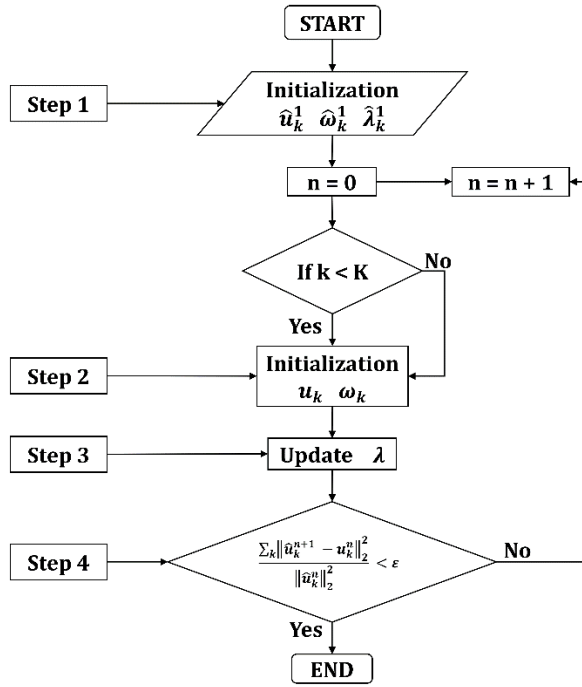 START
Step 1
Initialization
û_k^1 ω̂_k^1 λ̂_k^1
n = 0
n = n + 1
If k < K
No
Yes
Step 2
Initialization
u_k ω_k
Step 3
Update λ
Step 4
∑_k‖û_k^{n+1} − u_k^n‖_2^2 / ‖û_k^n‖_2^2 < ε
No
Yes
END